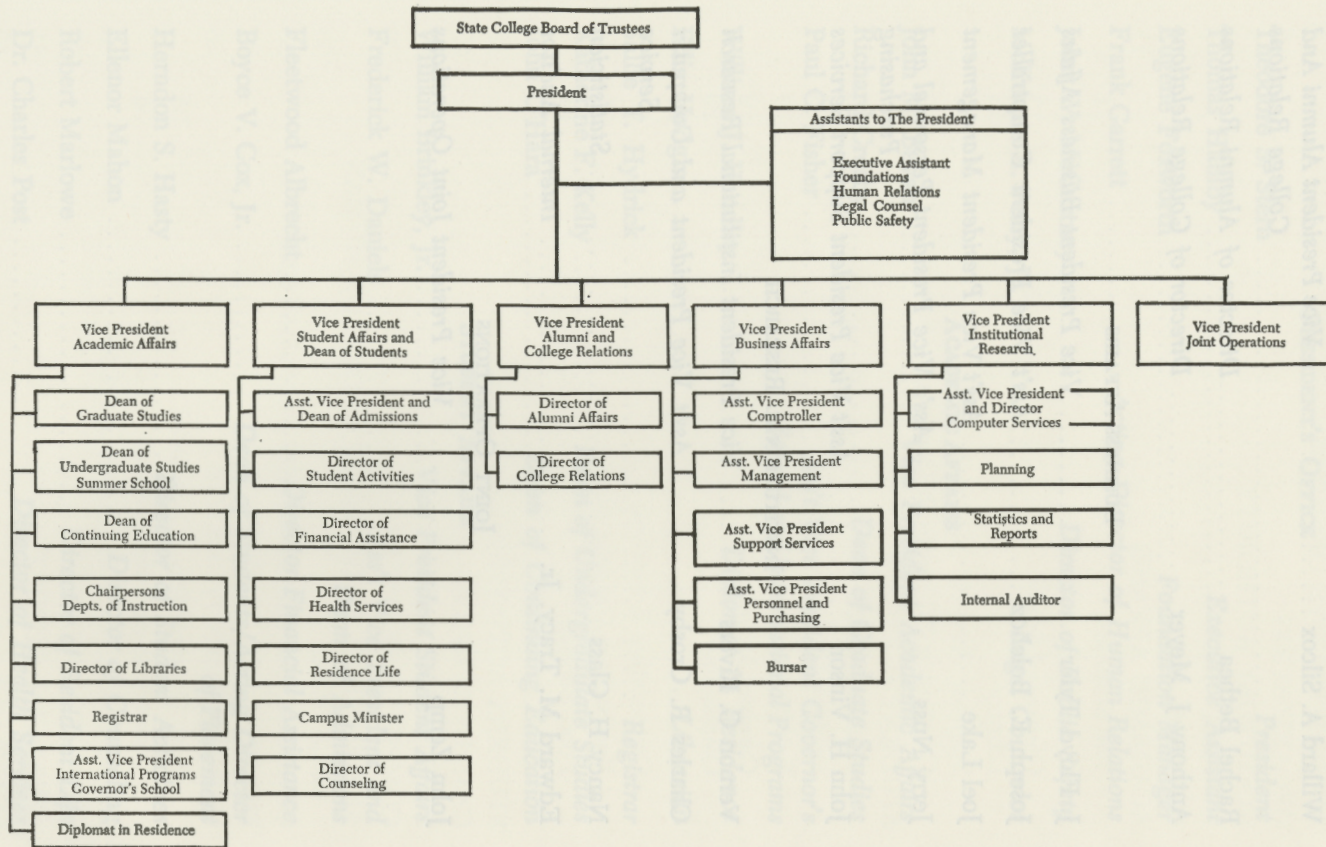 State College Board of Trustees
President
Assistants to The President
Executive Assistant
Foundations
Human Relations
Legal Counsel
Public Safety
Vice President
Academic Affairs
Dean of
Graduate Studies
Dean of
Undergraduate Studies
Summer School
Dean of
Continuing Education
Chairpersons
Depts. of Instruction
Director of Libraries
Registrar
Asst. Vice President
International Programs
Governor's School
Diplomat in Residence
Vice President
Student Affairs and
Dean of Students
Asst. Vice President and
Dean of Admissions
Director of
Student Activities
Director of
Financial Assistance
Director of
Health Services
Director of
Residence Life
Campus Minister
Director of
Counseling
Vice President
Alumni and
College Relations
Director of
Alumni Affairs
Director of
College Relations
Vice President
Business Affairs
Asst. Vice President
Comptroller
Asst. Vice President
Management
Asst. Vice President
Support Services
Asst. Vice President
Personnel and
Purchasing
Bursar
Vice President
Institutional
Research
Asst. Vice President
and Director
Computer Services
Planning
Statistics and
Reports
Internal Auditor
Vice President
Joint Operations